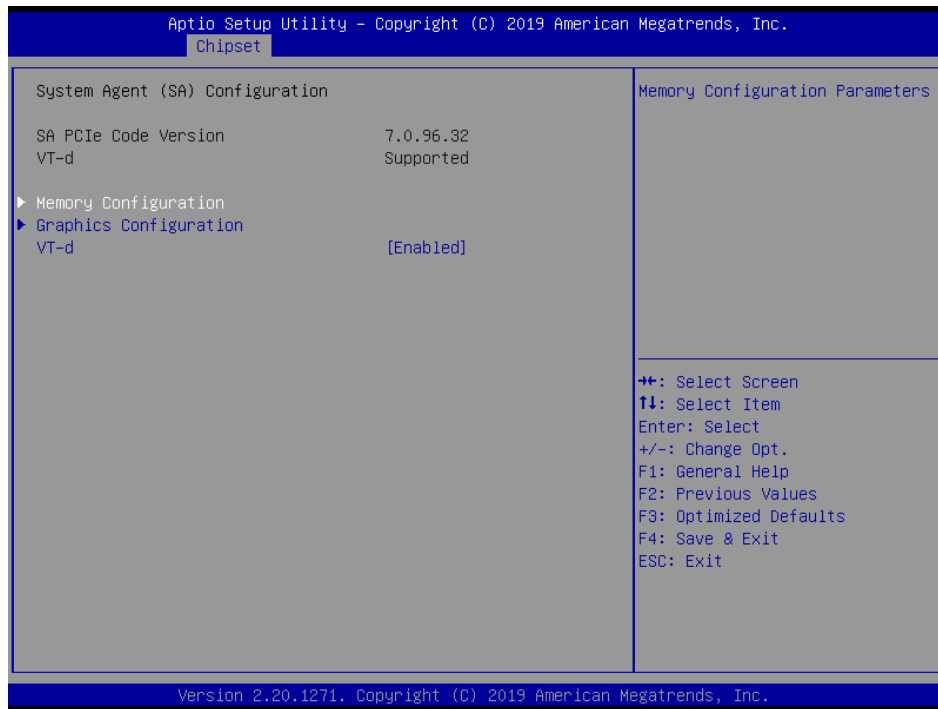 Aptio Setup Utility – Copyright (C) 2019 American Megatrends, Inc.
Chipset
System Agent (SA) Configuration
SA PCIe Code Version 7.0.96.32
VT-d Supported
▶ Memory Configuration
▶ Graphics Configuration
VT-d [Enabled]
Memory Configuration Parameters
→←: Select Screen
↑↓: Select Item
Enter: Select
+/-: Change Opt.
F1: General Help
F2: Previous Values
F3: Optimized Defaults
F4: Save & Exit
ESC: Exit
Version 2.20.1271. Copyright (C) 2019 American Megatrends, Inc.